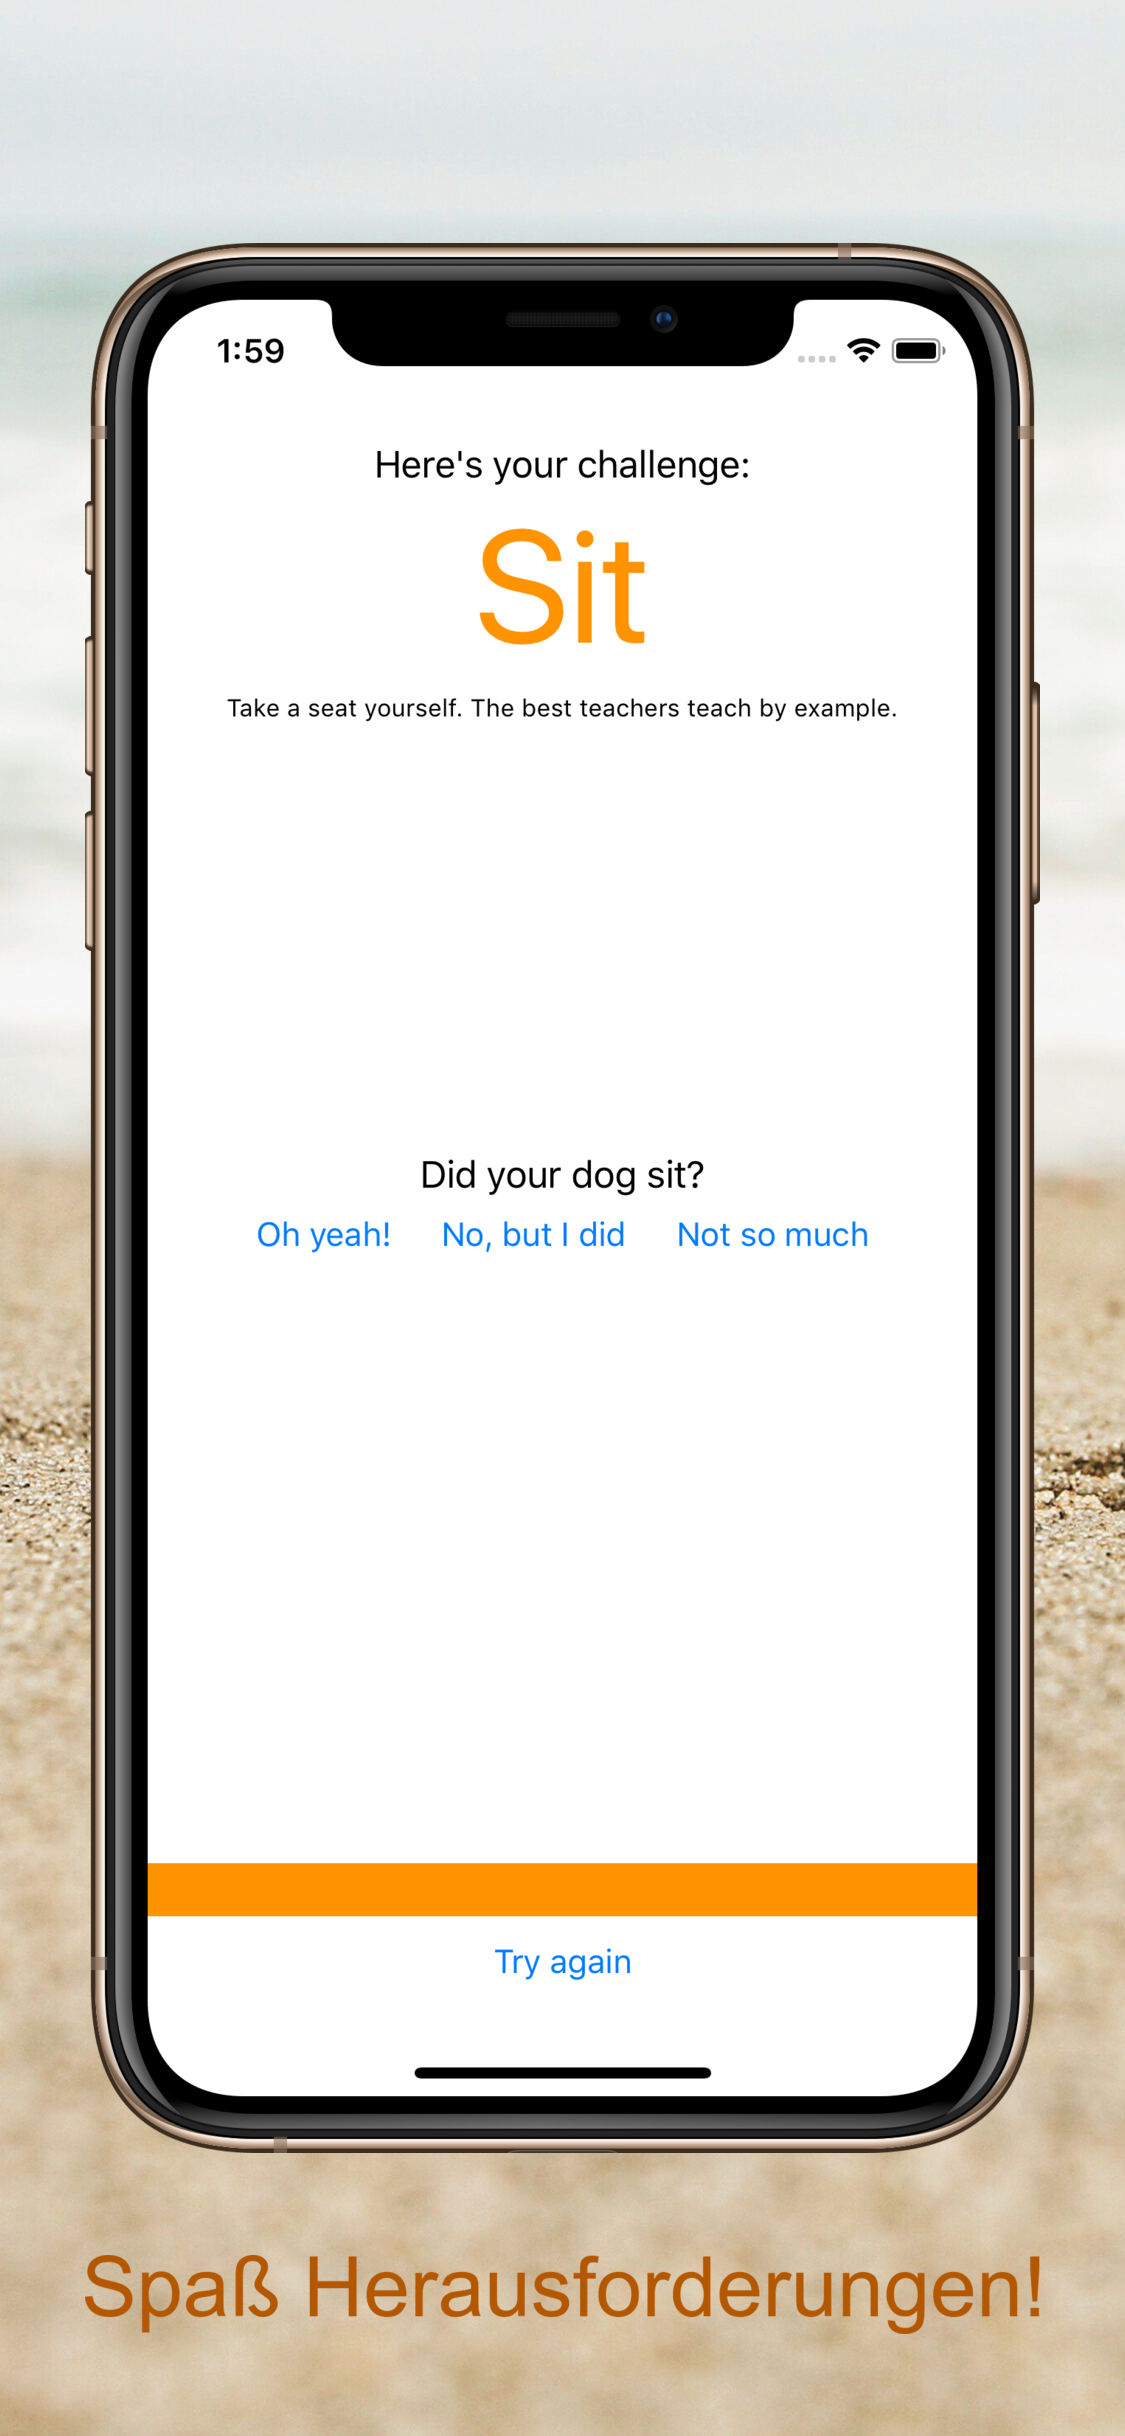 1:59
Here's your challenge:
Sit
Take a seat yourself. The best teachers teach by example.
Did your dog sit?
Oh yeah! No, but I did Not so much
Try again
Spaß Herausforderungen!